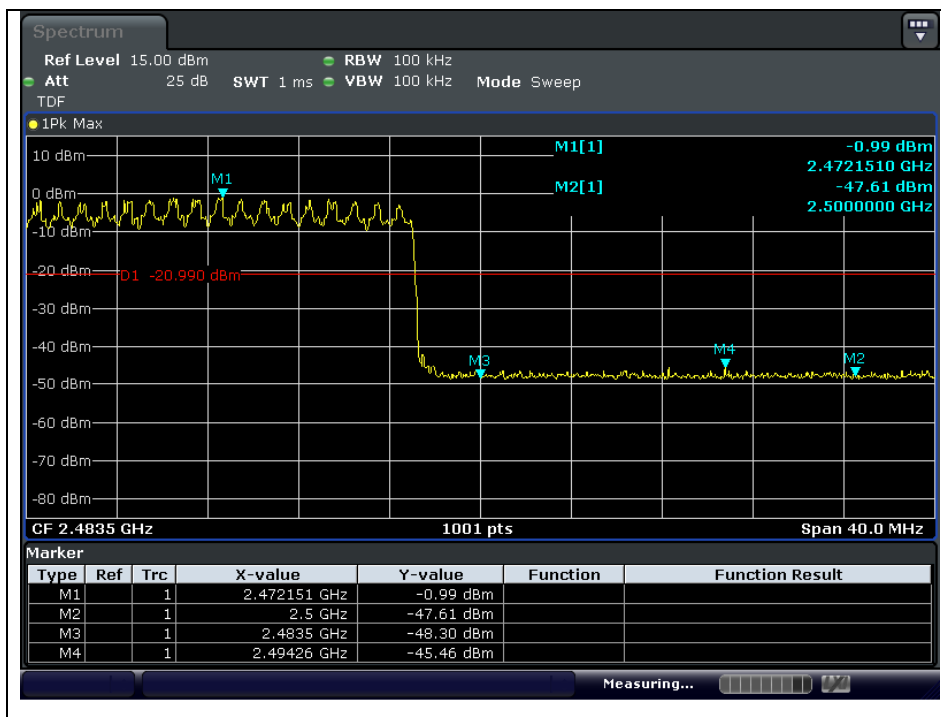 Spectrum
Ref Level 15.00 dBm RBW 100 kHz
Att 25 dB SWT 1 ms VBW 100 kHz Mode Sweep
TDF
1Pk Max
M1[1] -0.99 dBm
2.4721510 GHz
M2[1] -47.61 dBm
2.5000000 GHz
10 dBm
M1
0 dBm
-10 dBm
-20 dBm
D1 -20.990 dBm
-30 dBm
-40 dBm
M3 M4 M2
-50 dBm
-60 dBm
-70 dBm
-80 dBm
CF 2.4835 GHz 1001 pts Span 40.0 MHz
Marker
Type Ref Trc X-value Y-value Function Function Result
M1 1 2.472151 GHz -0.99 dBm
M2 1 2.5 GHz -47.61 dBm
M3 1 2.4835 GHz -48.30 dBm
M4 1 2.49426 GHz -45.46 dBm
Measuring...